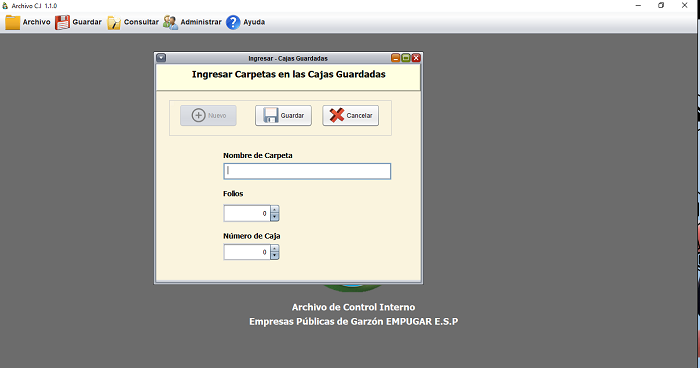 Archivo C.I 1.1.0
Archivo Guardar Consultar Administrar Ayuda
Ingresar - Cajas Guardadas
Ingresar Carpetas en las Cajas Guardadas
Nuevo Guardar Cancelar
Nombre de Carpeta
Folios
0
Número de Caja
0
Archivo de Control Interno
Empresas Públicas de Garzón EMPUGAR E.S.P